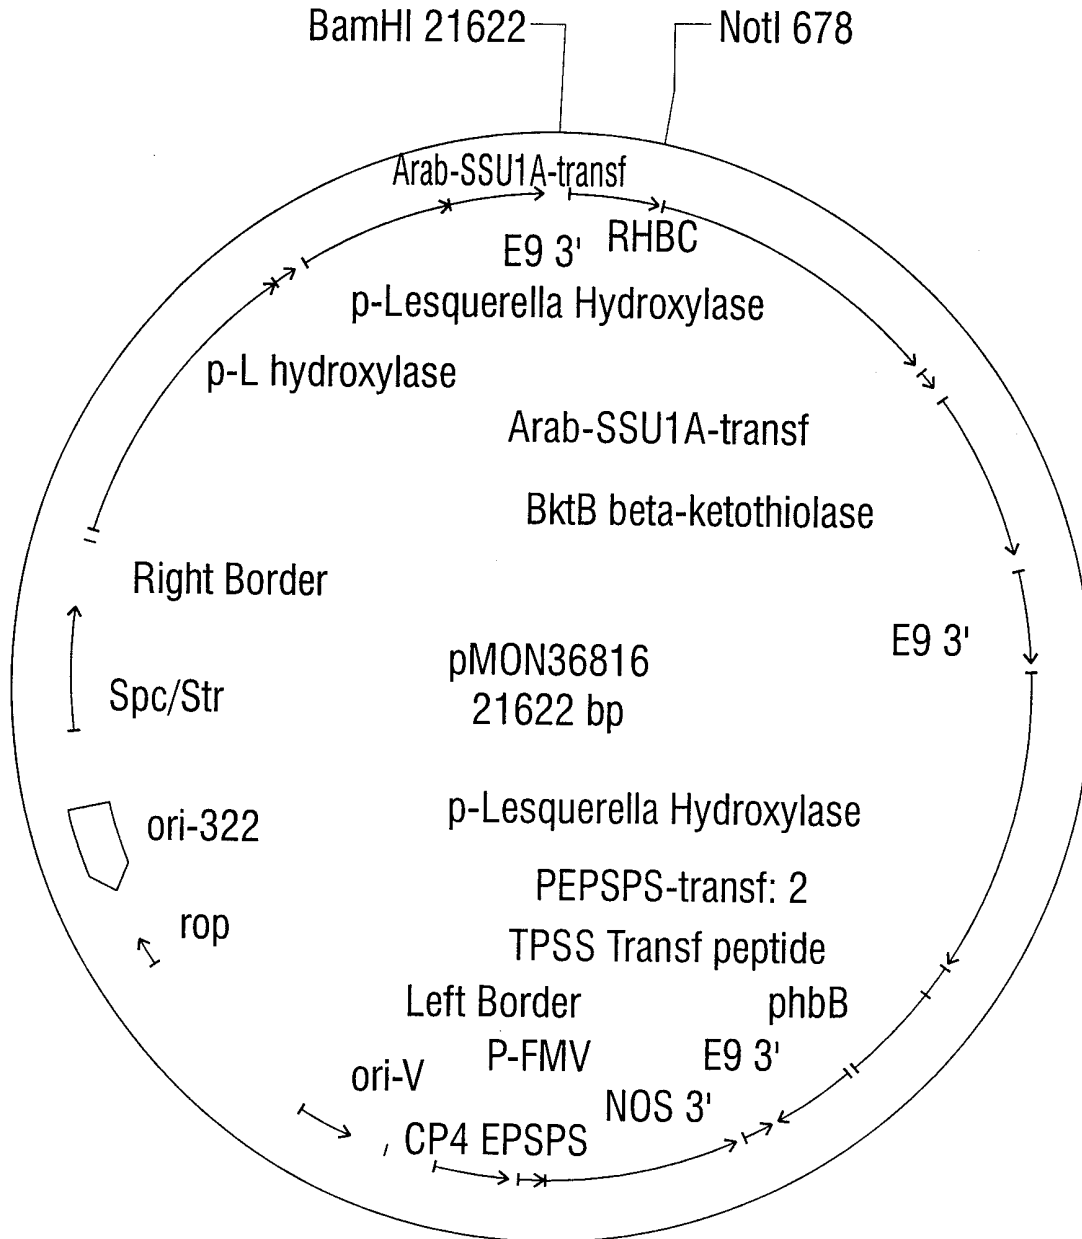 BamHI 21622
NotI 678
Arab-SSU1A-transf
E9 3'
RHBC
p-Lesquerella Hydroxylase
p-L hydroxylase
Arab-SSU1A-transf
BktB beta-ketothiolase
Right Border
E9 3'
pMON36816
21622 bp
Spc/Str
p-Lesquerella Hydroxylase
ori-322
PEPSPS-transf: 2
rop
TPSS Transf peptide
Left Border
phbB
P-FMV
E9 3'
ori-V
NOS 3'
CP4 EPSPS